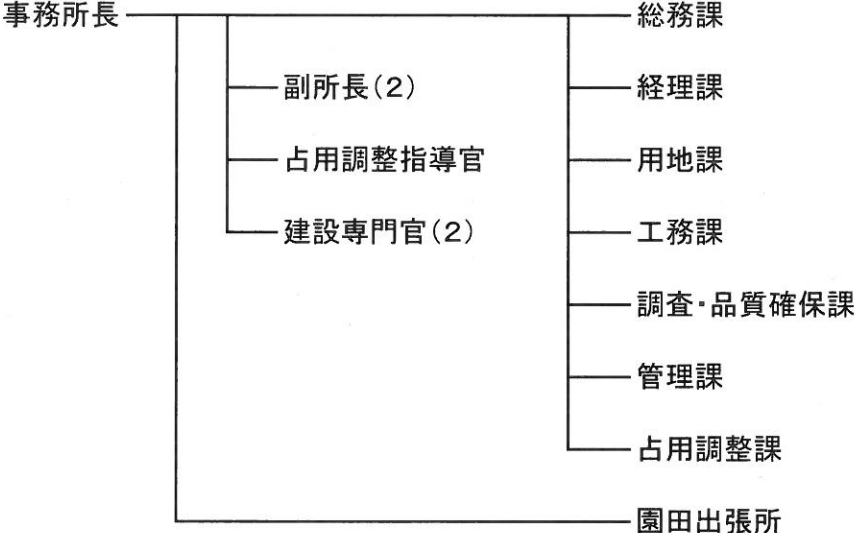 事務所長
総務課
副所長(2)
経理課
占用調整指導官
用地課
建設専門官(2)
工務課
調査・品質確保課
管理課
占用調整課
園田出張所